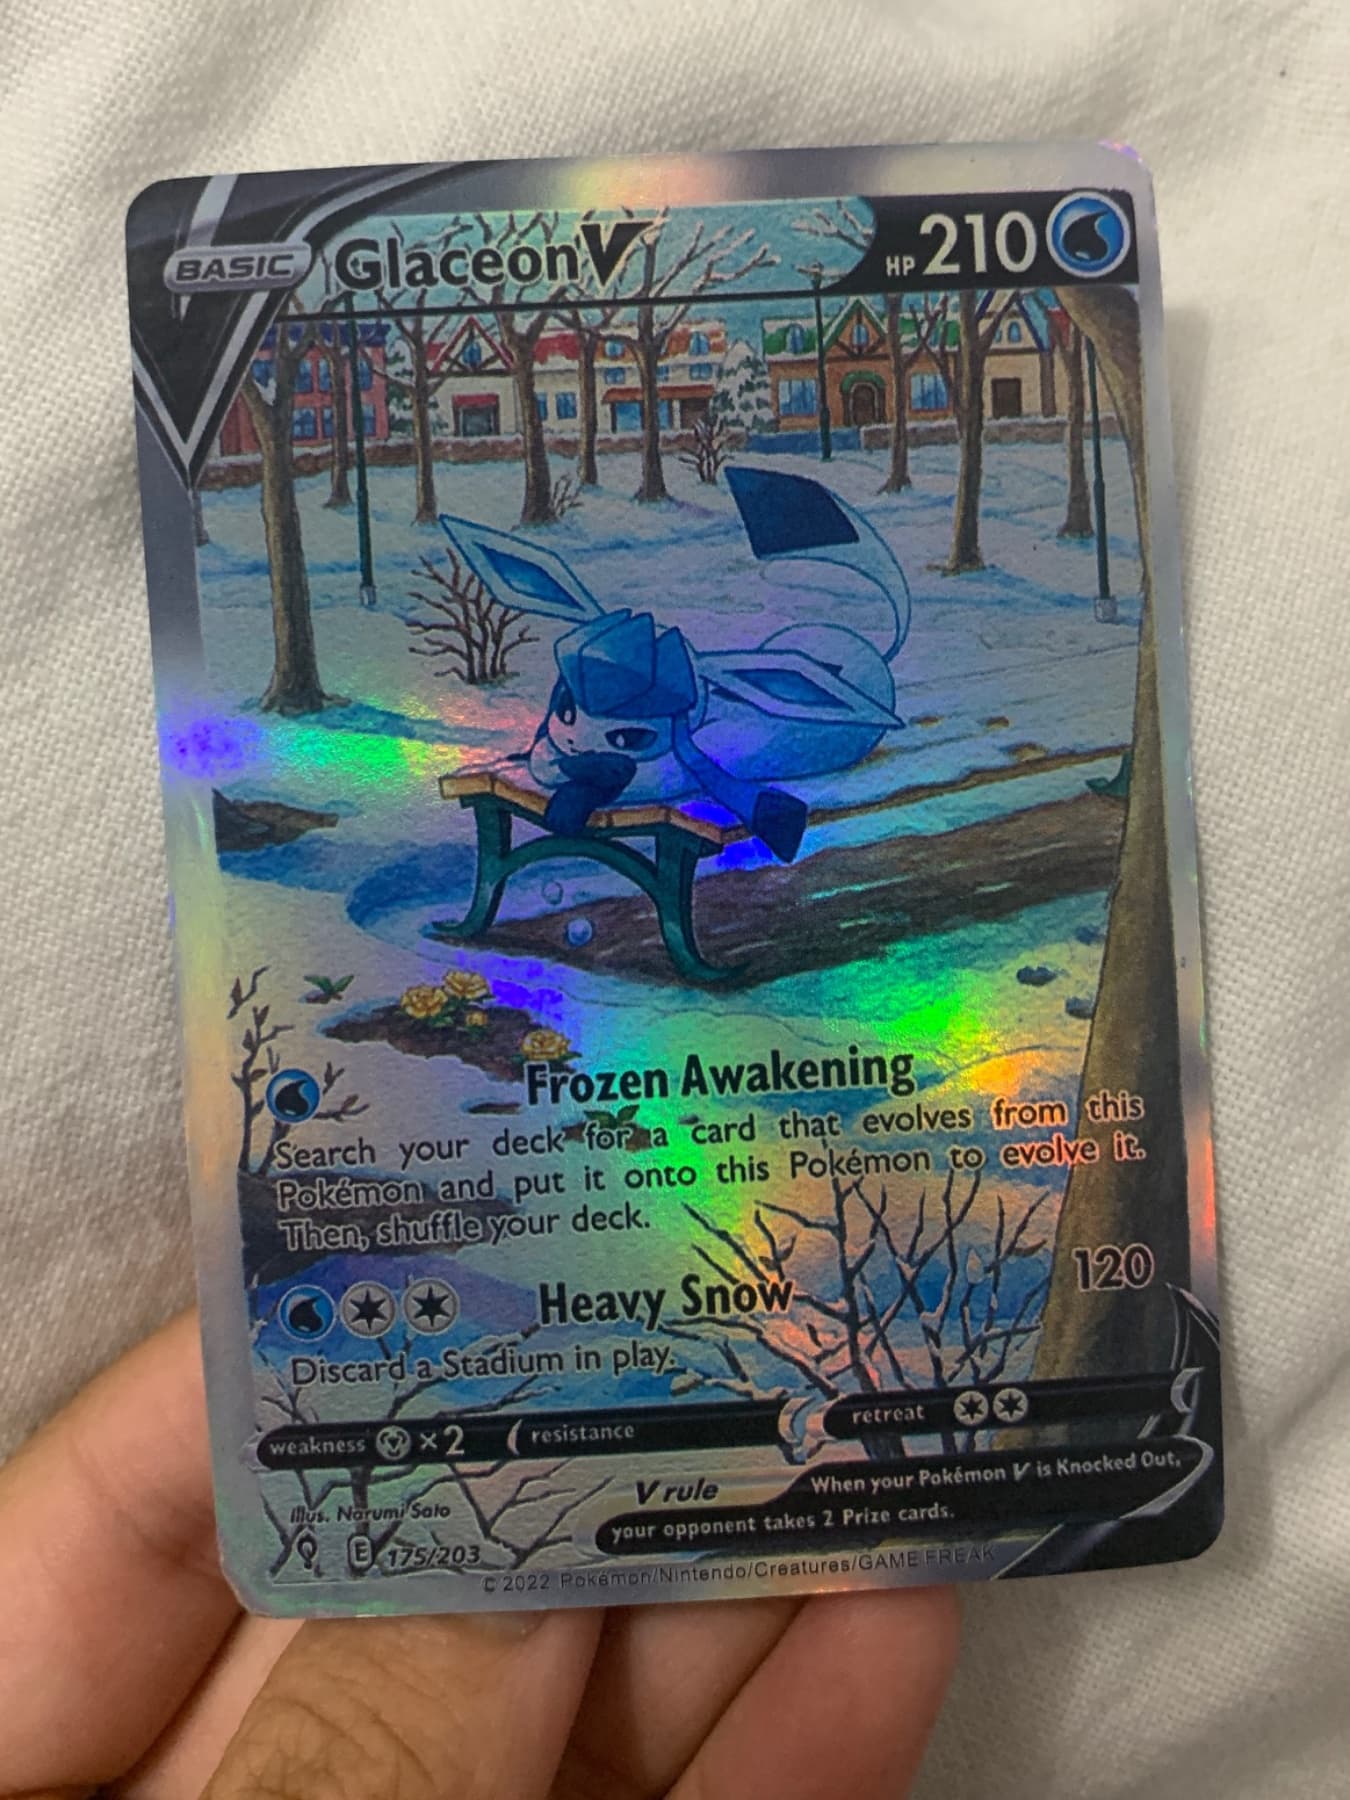 BASIC GlaceonV HP 210
Frozen Awakening
Search your deck for a card that evolves from this
Pokémon and put it onto this Pokémon to evolve it.
Then, shuffle your deck.
Heavy Snow 120
Discard a Stadium in play.
weakness ×2 resistance retreat
V rule When your Pokémon V is Knocked Out,
your opponent takes 2 Prize cards.
Illus. Narumi Sato
E 175/203
© 2022 Pokémon/Nintendo/Creatures/GAME FREAK